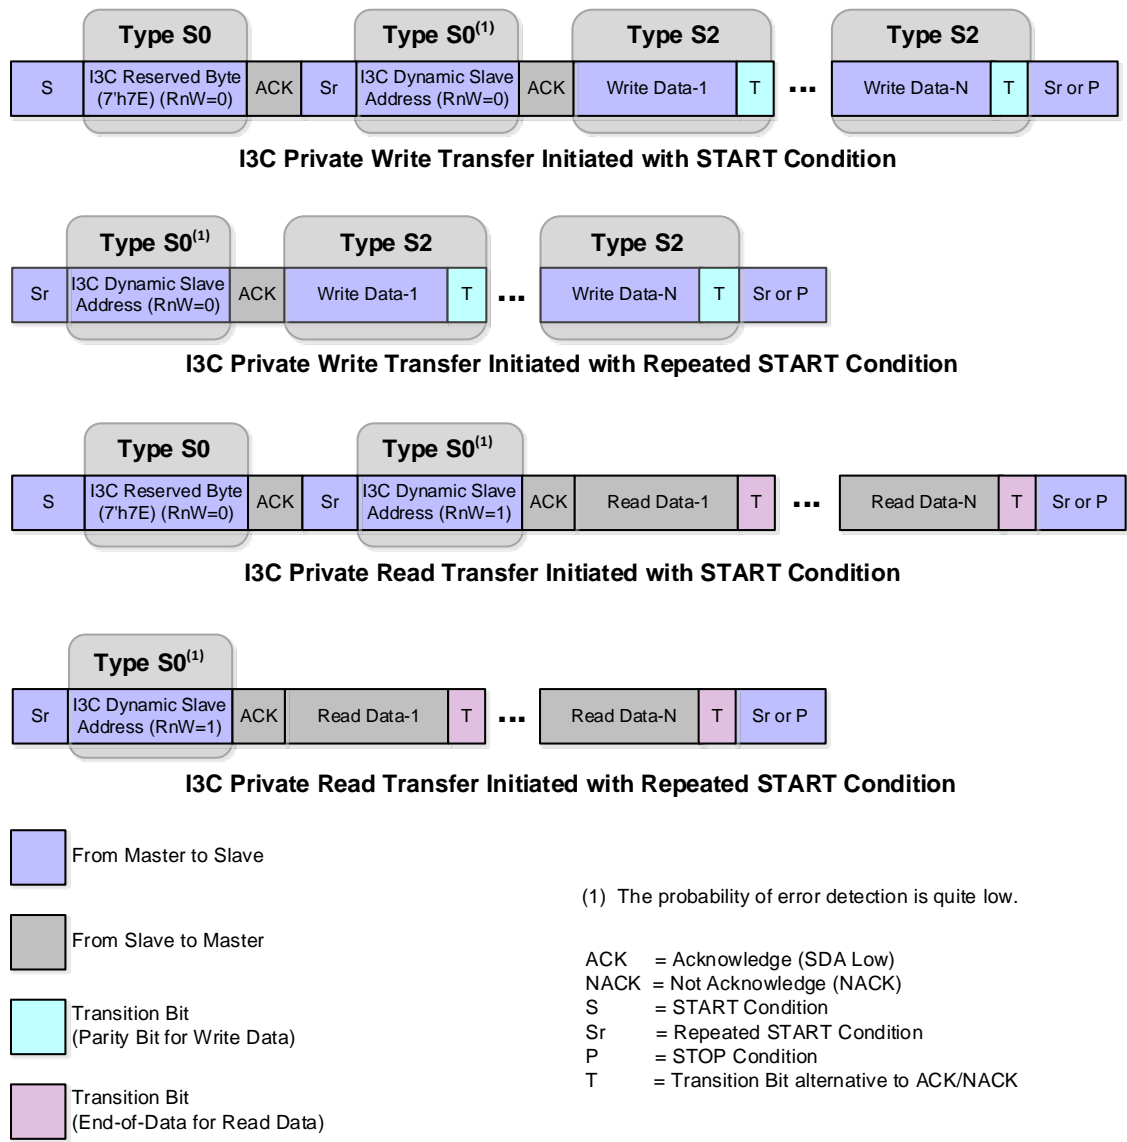 Type S0 Type S0(1) Type S2 Type S2
S I3C Reserved Byte (7'h7E) (RnW=0) ACK Sr I3C Dynamic Slave Address (RnW=0) ACK Write Data-1 T ... Write Data-N T Sr or P
I3C Private Write Transfer Initiated with START Condition
Type S0(1) Type S2 Type S2
Sr I3C Dynamic Slave Address (RnW=0) ACK Write Data-1 T ... Write Data-N T Sr or P
I3C Private Write Transfer Initiated with Repeated START Condition
Type S0 Type S0(1)
S I3C Reserved Byte (7'h7E) (RnW=0) ACK Sr I3C Dynamic Slave Address (RnW=1) ACK Read Data-1 T ... Read Data-N T Sr or P
I3C Private Read Transfer Initiated with START Condition
Type S0(1)
Sr I3C Dynamic Slave Address (RnW=1) ACK Read Data-1 T ... Read Data-N T Sr or P
I3C Private Read Transfer Initiated with Repeated START Condition
From Master to Slave
From Slave to Master
Transition Bit
(Parity Bit for Write Data)
Transition Bit
(End-of-Data for Read Data)
(1) The probability of error detection is quite low.
ACK = Acknowledge (SDA Low)
NACK = Not Acknowledge (NACK)
S = START Condition
Sr = Repeated START Condition
P = STOP Condition
T = Transition Bit alternative to ACK/NACK